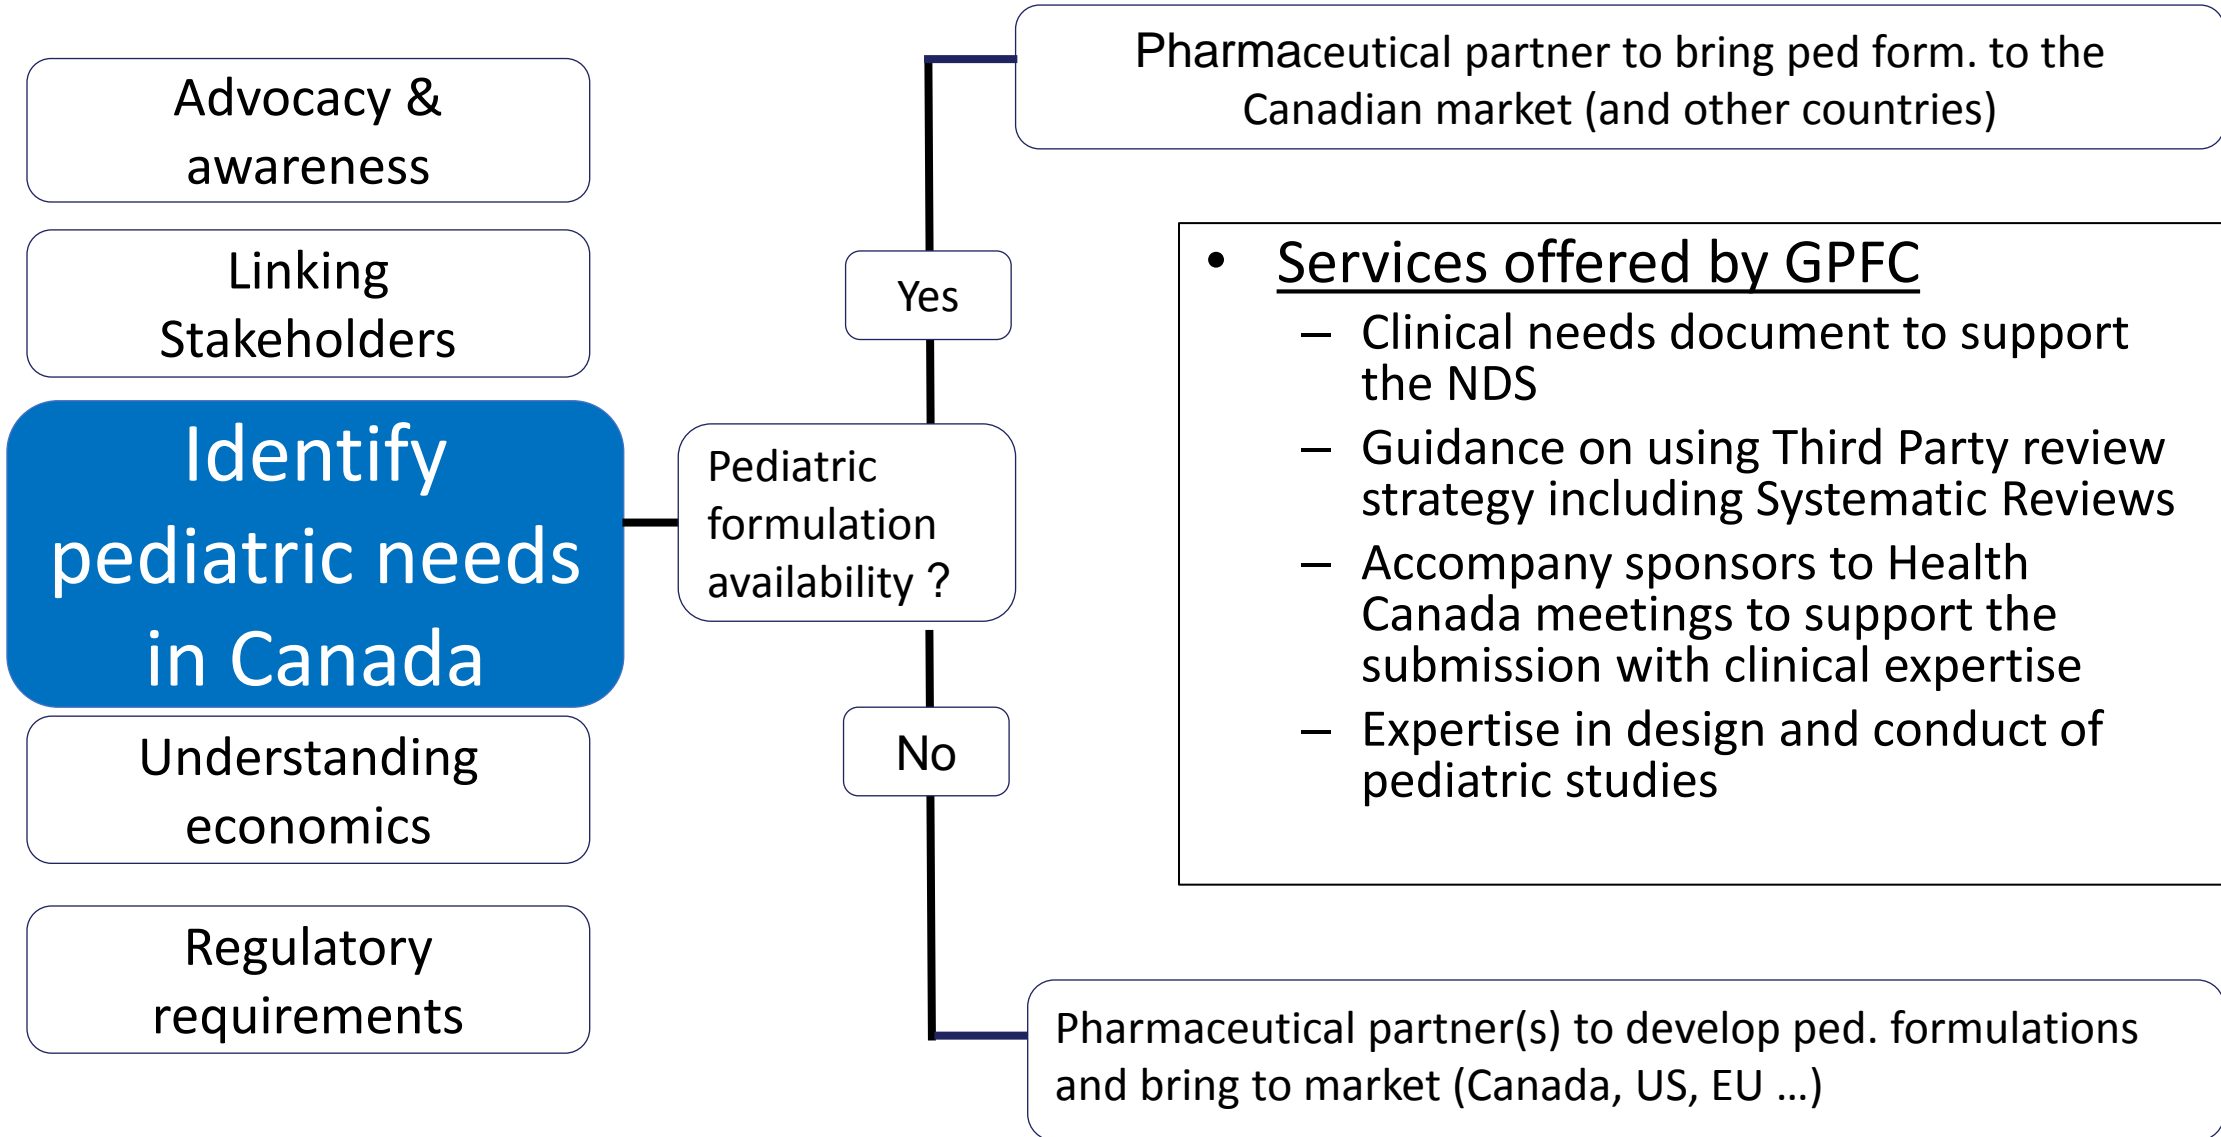 Advocacy &
awareness
Linking
Stakeholders
Identify
pediatric needs
in Canada
Understanding
economics
Regulatory
requirements
Pediatric
formulation
availability ?
Yes
No
Pharmaceutical partner to bring ped form. to the
Canadian market (and other countries)
• Services offered by GPFC
– Clinical needs document to support
the NDS
– Guidance on using Third Party review
strategy including Systematic Reviews
– Accompany sponsors to Health
Canada meetings to support the
submission with clinical expertise
– Expertise in design and conduct of
pediatric studies
Pharmaceutical partner(s) to develop ped. formulations
and bring to market (Canada, US, EU ...)